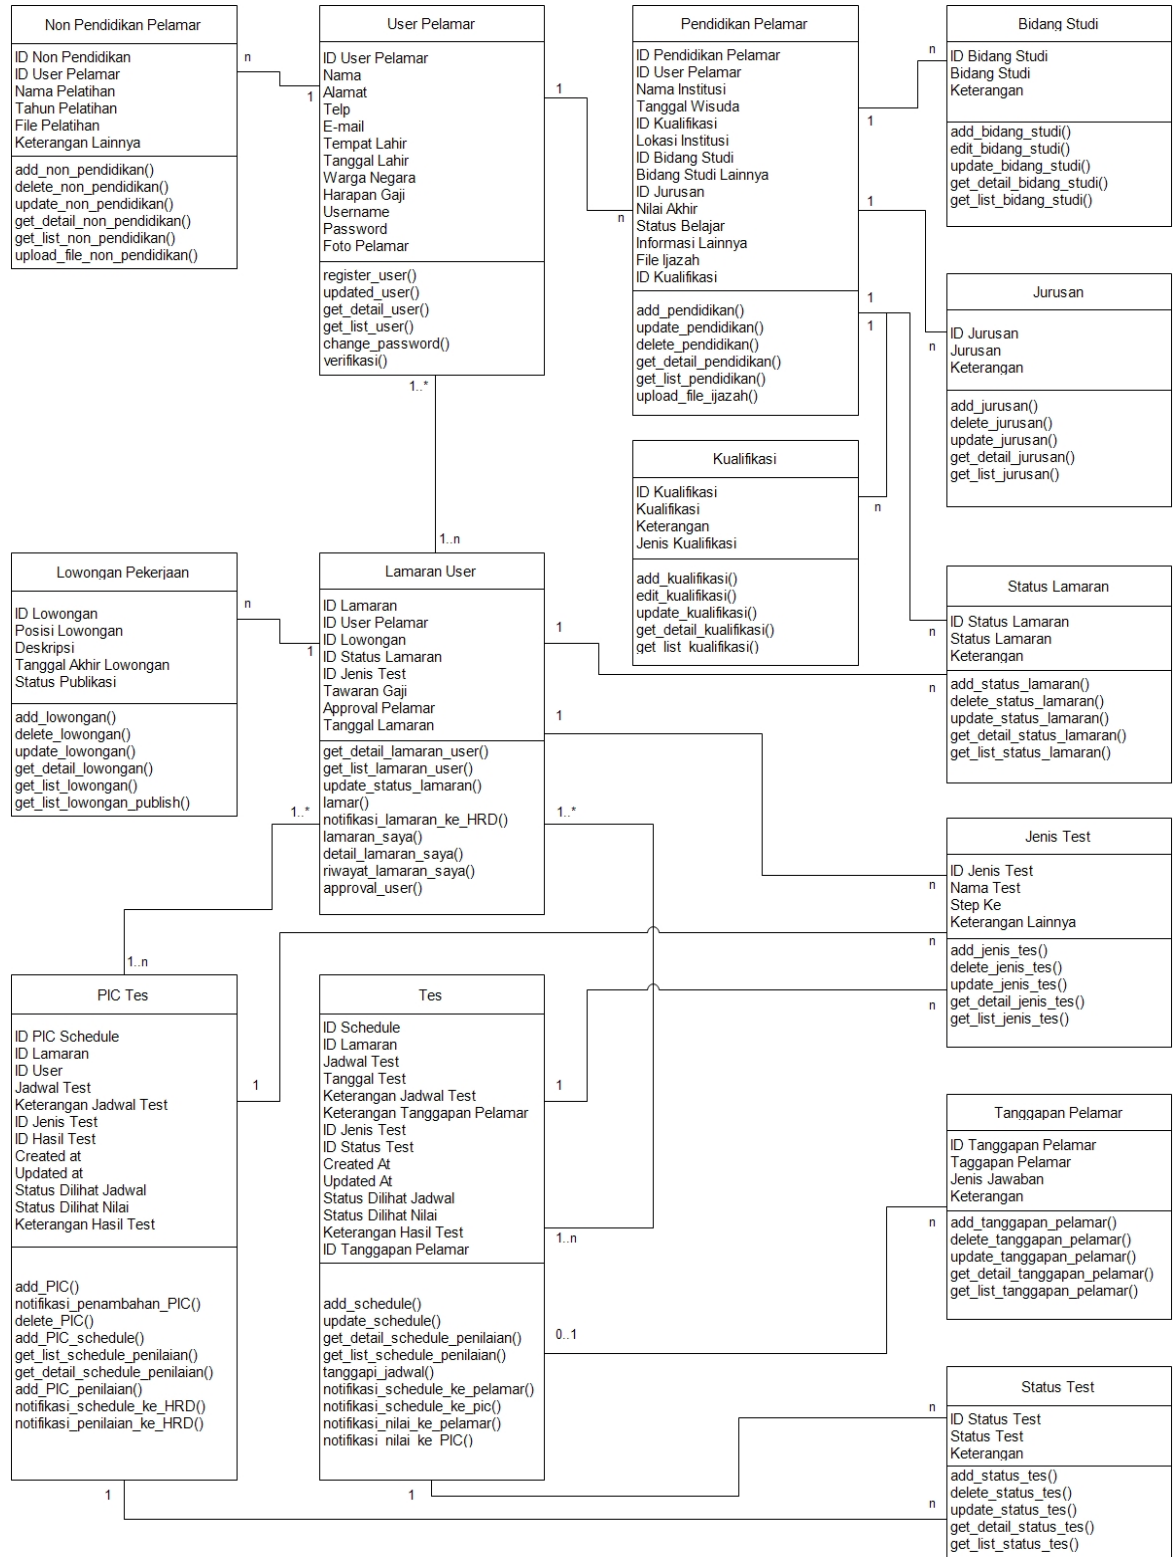 Non Pendidikan Pelamar
ID Non Pendidikan
ID User Pelamar
Nama Pelatihan
Tahun Pelatihan
File Pelatihan
Keterangan Lainnya
add_non_pendidikan()
delete_non_pendidikan()
update_non_pendidikan()
get_detail_non_pendidikan()
get_list_non_pendidikan()
upload_file_non_pendidikan()
n
1
User Pelamar
ID User Pelamar
Nama
Alamat
Telp
E-mail
Tempat Lahir
Tanggal Lahir
Warga Negara
Harapan Gaji
Username
Password
Foto Pelamar
register_user()
updated_user()
get_detail_user()
get_list_user()
change_password()
verifikasi()
1
n
1..*
1..n
Pendidikan Pelamar
ID Pendidikan Pelamar
ID User Pelamar
Nama Institusi
Tanggal Wisuda
ID Kualifikasi
Lokasi Institusi
ID Bidang Studi
Bidang Studi Lainnya
ID Jurusan
Nilai Akhir
Status Belajar
Informasi Lainnya
File Ijazah
ID Kualifikasi
add_pendidikan()
update_pendidikan()
delete_pendidikan()
get_detail_pendidikan()
get_list_pendidikan()
upload_file_ijazah()
n
1
1
n
1
1
n
n
Bidang Studi
ID Bidang Studi
Bidang Studi
Keterangan
add_bidang_studi()
edit_bidang_studi()
update_bidang_studi()
get_detail_bidang_studi()
get_list_bidang_studi()
Jurusan
ID Jurusan
Jurusan
Keterangan
add_jurusan()
delete_jurusan()
update_jurusan()
get_detail_jurusan()
get_list_jurusan()
Kualifikasi
ID Kualifikasi
Kualifikasi
Keterangan
Jenis Kualifikasi
add_kualifikasi()
edit_kualifikasi()
update_kualifikasi()
get_detail_kualifikasi()
get_list_kualifikasi()
Lowongan Pekerjaan
ID Lowongan
Posisi Lowongan
Deskripsi
Tanggal Akhir Lowongan
Status Publikasi
add_lowongan()
delete_lowongan()
update_lowongan()
get_detail_lowongan()
get_list_lowongan()
get_list_lowongan_publish()
n
1
Lamaran User
ID Lamaran
ID User Pelamar
ID Lowongan
ID Status Lamaran
ID Jenis Test
Tawaran Gaji
Approval Pelamar
Tanggal Lamaran
get_detail_lamaran_user()
get_list_lamaran_user()
update_status_lamaran()
lamar()
notifikasi_lamaran_ke_HRD()
lamaran_saya()
detail_lamaran_saya()
riwayat_lamaran_saya()
approval_user()
1
n
1
n
1..*
1..n
1..*
1..n
Status Lamaran
ID Status Lamaran
Status Lamaran
Keterangan
add_status_lamaran()
delete_status_lamaran()
update_status_lamaran()
get_detail_status_lamaran()
get_list_status_lamaran()
Jenis Test
ID Jenis Test
Nama Test
Step Ke
Keterangan Lainnya
add_jenis_tes()
delete_jenis_tes()
update_jenis_tes()
get_detail_jenis_tes()
get_list_jenis_tes()
PIC Tes
ID PIC Schedule
ID Lamaran
ID User
Jadwal Test
Keterangan Jadwal Test
ID Jenis Test
ID Hasil Test
Created at
Updated at
Status Dilihat Jadwal
Status Dilihat Nilai
Keterangan Hasil Test
add_PIC()
notifikasi_penambahan_PIC()
delete_PIC()
add_PIC_schedule()
get_list_schedule_penilaian()
get_detail_schedule_penilaian()
add_PIC_penilaian()
notifikasi_schedule_ke_HRD()
notifikasi_penilaian_ke_HRD()
1
n
1
n
Tes
ID Schedule
ID Lamaran
Jadwal Test
Tanggal Test
Keterangan Jadwal Test
Keterangan Tanggapan Pelamar
ID Jenis Test
ID Status Test
Created At
Updated At
Status Dilihat Jadwal
Status Dilihat Nilai
Keterangan Hasil Test
ID Tanggapan Pelamar
add_schedule()
update_schedule()
get_detail_schedule_penilaian()
get_list_schedule_penilaian()
tanggapi_jadwal()
notifikasi_schedule_ke_pelamar()
notifikasi_schedule_ke_pic()
notifikasi_nilai_ke_pelamar()
notifikasi_nilai_ke_PIC()
1
n
0..1
n
1
n
Tanggapan Pelamar
ID Tanggapan Pelamar
Taggapan Pelamar
Jenis Jawaban
Keterangan
add_tanggapan_pelamar()
delete_tanggapan_pelamar()
update_tanggapan_pelamar()
get_detail_tanggapan_pelamar()
get_list_tanggapan_pelamar()
Status Test
ID Status Test
Status Test
Keterangan
add_status_tes()
delete_status_tes()
update_status_tes()
get_detail_status_tes()
get_list_status_tes()